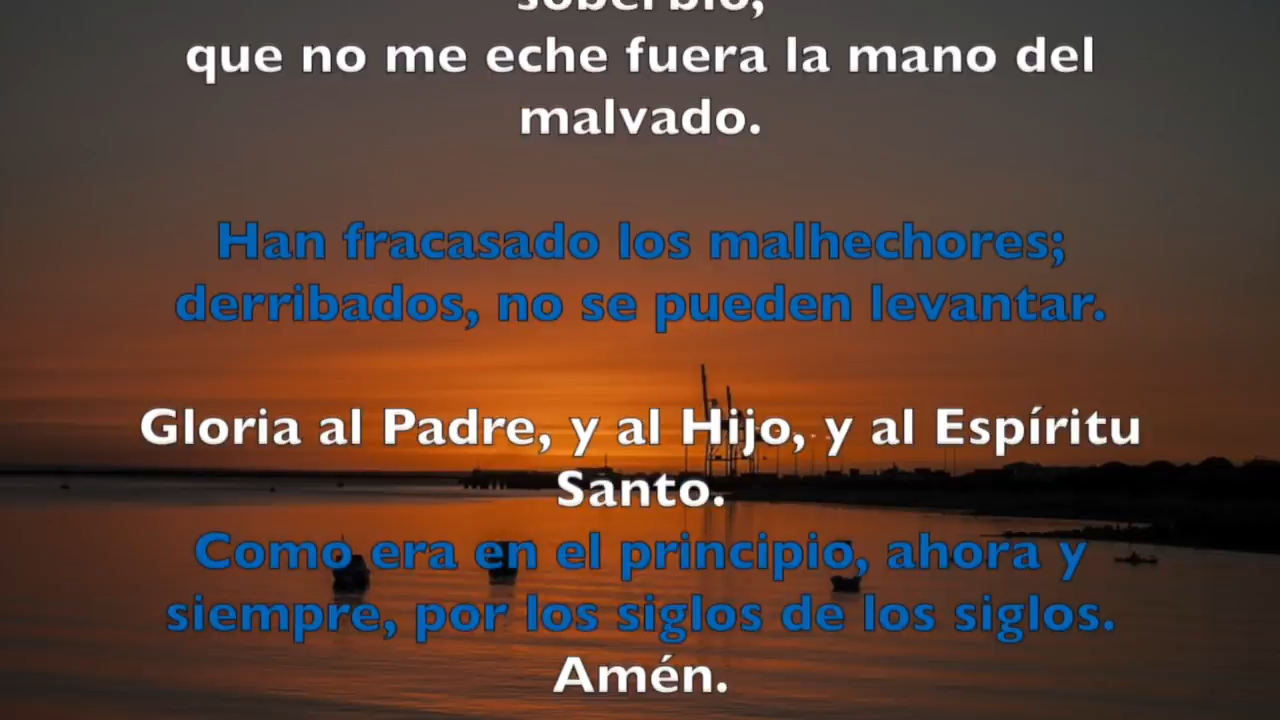 soberbio,
que no me eche fuera la mano del
malvado.
Han fracasado los malhechores;
derribados, no se pueden levantar.
Gloria al Padre, y al Hijo, y al Espíritu
Santo.
Como era en el principio, ahora y
siempre, por los siglos de los siglos.
Amén.